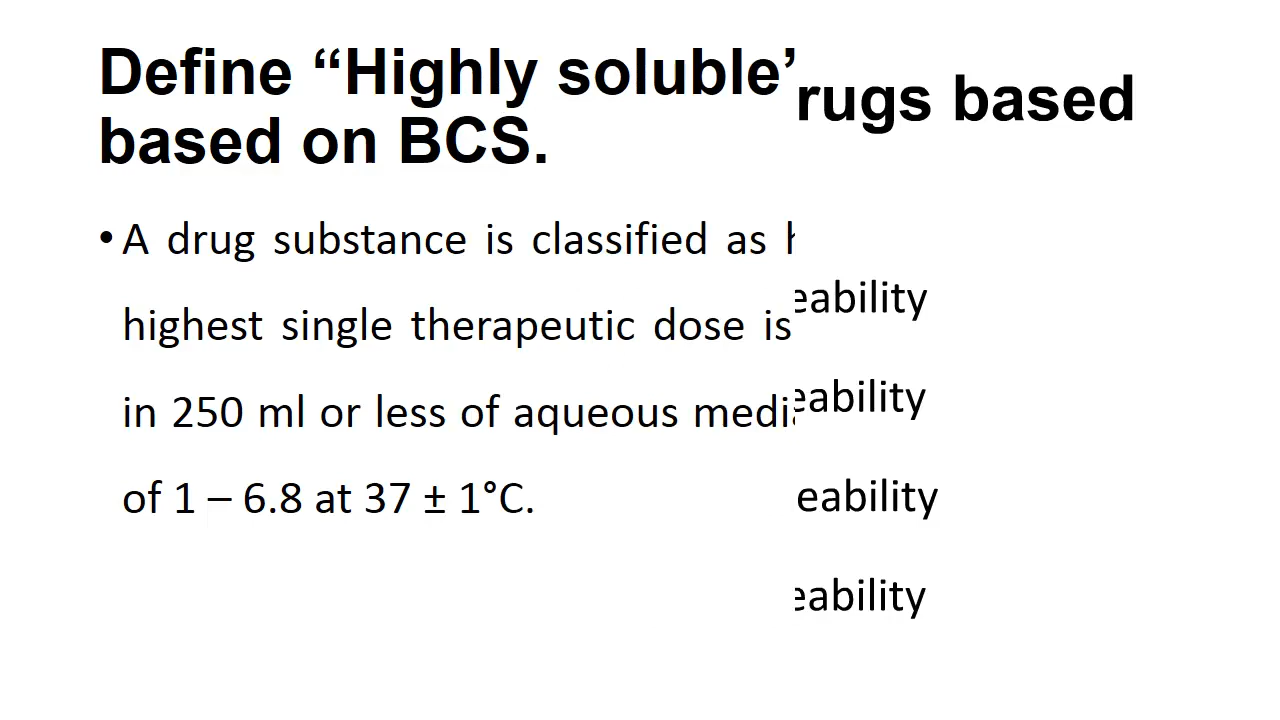 Define “Highly soluble’
based on BCS.
rugs based
• A drug substance is classified as
highest single therapeutic dose is
in 250 ml or less of aqueous medi
of 1 – 6.8 at 37 ± 1°C.
eability
eability
eability
eability